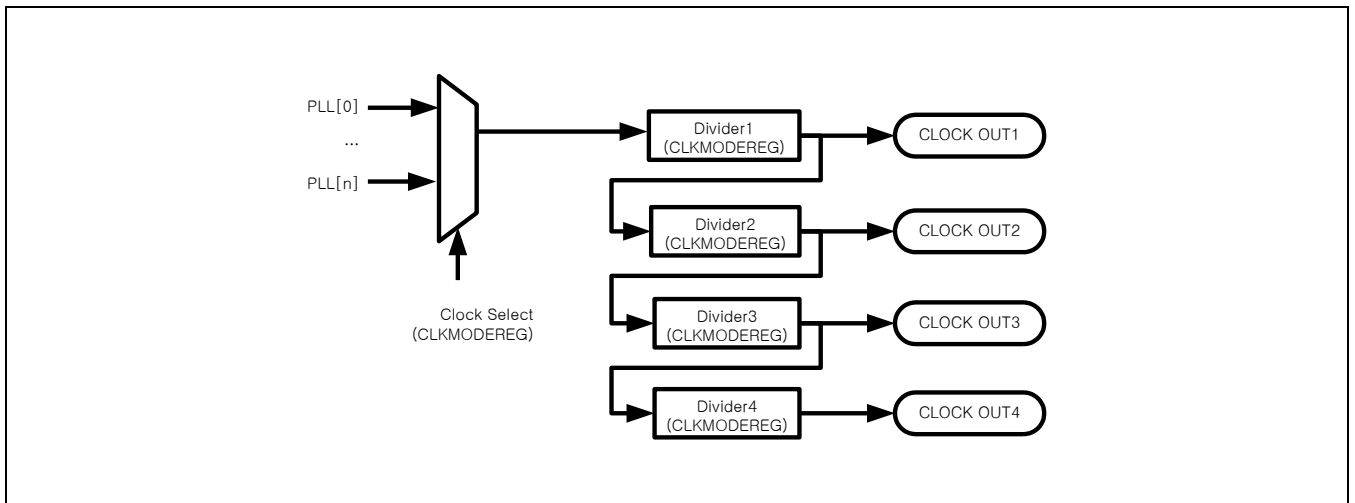 PLL[0]
...
PLL[n]
Clock Select
(CLKMODEREG)
Divider1
(CLKMODEREG)
CLOCK OUT1
Divider2
(CLKMODEREG)
CLOCK OUT2
Divider3
(CLKMODEREG)
CLOCK OUT3
Divider4
(CLKMODEREG)
CLOCK OUT4